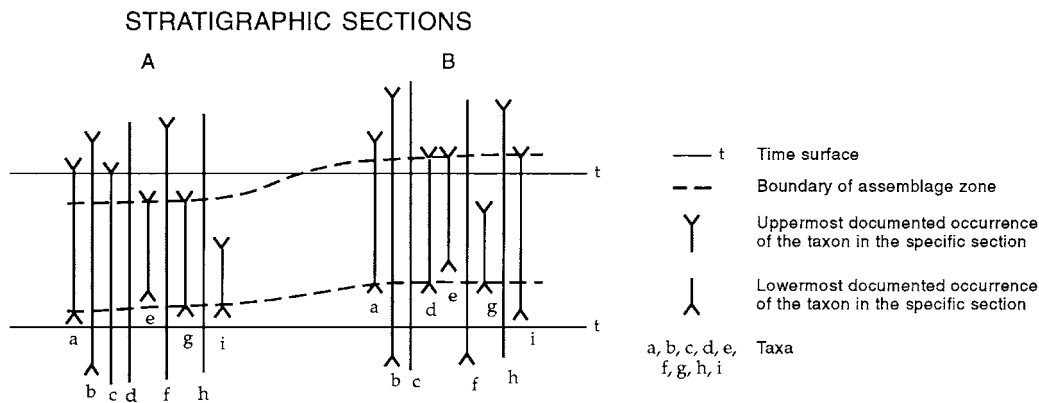 STRATIGRAPHIC SECTIONS
A
B
t
t
a
b
c
d
e
f
g
h
i
a
b
c
d
e
f
g
h
i
t
Time surface
Boundary of assemblage zone
Uppermost documented occurrence
of the taxon in the specific section
Lowermost documented occurrence
of the taxon in the specific section
a, b, c, d, e,
f, g, h, i
Taxa